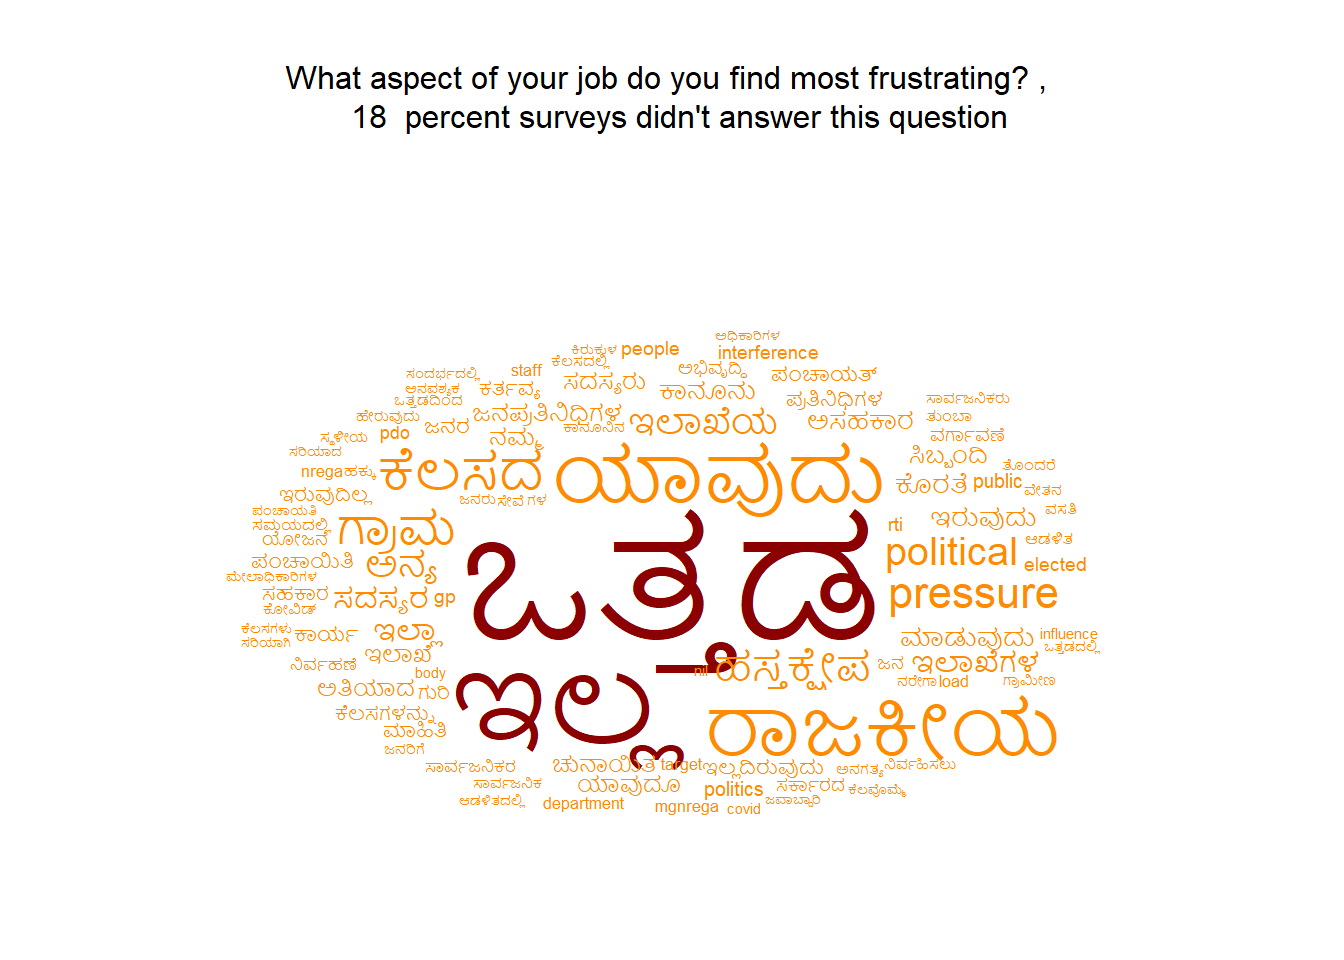 What aspect of your job do you find most frustrating? ,
18 percent surveys didn't answer this question
ಅಧಿಕಾರಿಗಳ
ಕಿರುಕುಳ people interference
ಕೆಲಸದಲ್ಲಿ
ಸಂದರ್ಭದಲ್ಲಿ staff ಸದಸ್ಯರು ಅಭಿವೃದ್ಧಿ ಪಂಚಾಯತ್
ಅನವಶ್ಯಕ ಕರ್ತವ್ಯ ಕಾನೂನು ಪ್ರತಿನಿಧಿಗಳ ಸಾರ್ವಜನಿಕರು
ಒತ್ತಡದಿಂದ
ಹೇರುವುದು ಜನಪ್ರತಿನಿಧಿಗಳ ಇಲಾಖೆಯ ಅಸಹಕಾರ ತುಂಬಾ
ಸ್ಥಳೀಯ pdo ಜನರ ನಮ್ಮ ಕಾನೂನಿನ ವರ್ಗಾವಣೆ
ಸರಿಯಾದ ಸಿಬ್ಬಂದಿ
nrega ಹಕ್ಕು ಕೆಲಸದ ಯಾವುದು ತೊಂದರೆ
ಇರುವುದಿಲ್ಲ ಜನರು ಸೇವೆ ಗಳ ಕೊರತೆ public ವೇತನ
ಪಂಚಾಯತಿ ವಸತಿ
ಸಮಯದಲ್ಲಿ ಗ್ರಾಮ rti ಇರುವುದು
ಯೋಜನೆ ಆಡಳಿತ
ಪಂಚಾಯಿತಿ ಅನ್ಯ ಒತ್ತಡ political elected
ಮೇಲಾಧಿಕಾರಿಗಳ
ಸಹಕಾರ ಸದಸ್ಯರ gp pressure
ಕೋವಿಡ್
ಕೆಲಸಗಳು ಕಾರ್ಯ ಇಲ್ಲಾ ಮಾಡುವುದು influence
ಸರಿಯಾಗಿ ಒತ್ತಡದಲ್ಲಿ
ನಿರ್ವಹಣೆ ಇಲಾಖೆ ಹಸ್ತಕ್ಷೇಪ ಜನ ಇಲಾಖೆಗಳ
body nil ನರೇಗಾ load ಗ್ರಾಮೀಣ
ಅತಿಯಾದ ಗುರಿ ಇಲ್ಲ
ಕೆಲಸಗಳನ್ನು ರಾಜಕೀಯ
ಮಾಹಿತಿ
ಜನರಿಗೆ
ಸಾರ್ವಜನಿಕರ ಚುನಾಯಿತ target ಇಲ್ಲದಿರುವುದು ಅನಗತ್ಯ ನಿರ್ವಹಿಸಲು
ಸಾರ್ವಜನಿಕ ಯಾವುದೂ politics ಸರ್ಕಾರದ ಕೆಲವೊಮ್ಮೆ
ಆಡಳಿತದಲ್ಲಿ department mgnrega covid ಜವಾಬ್ದಾರಿ